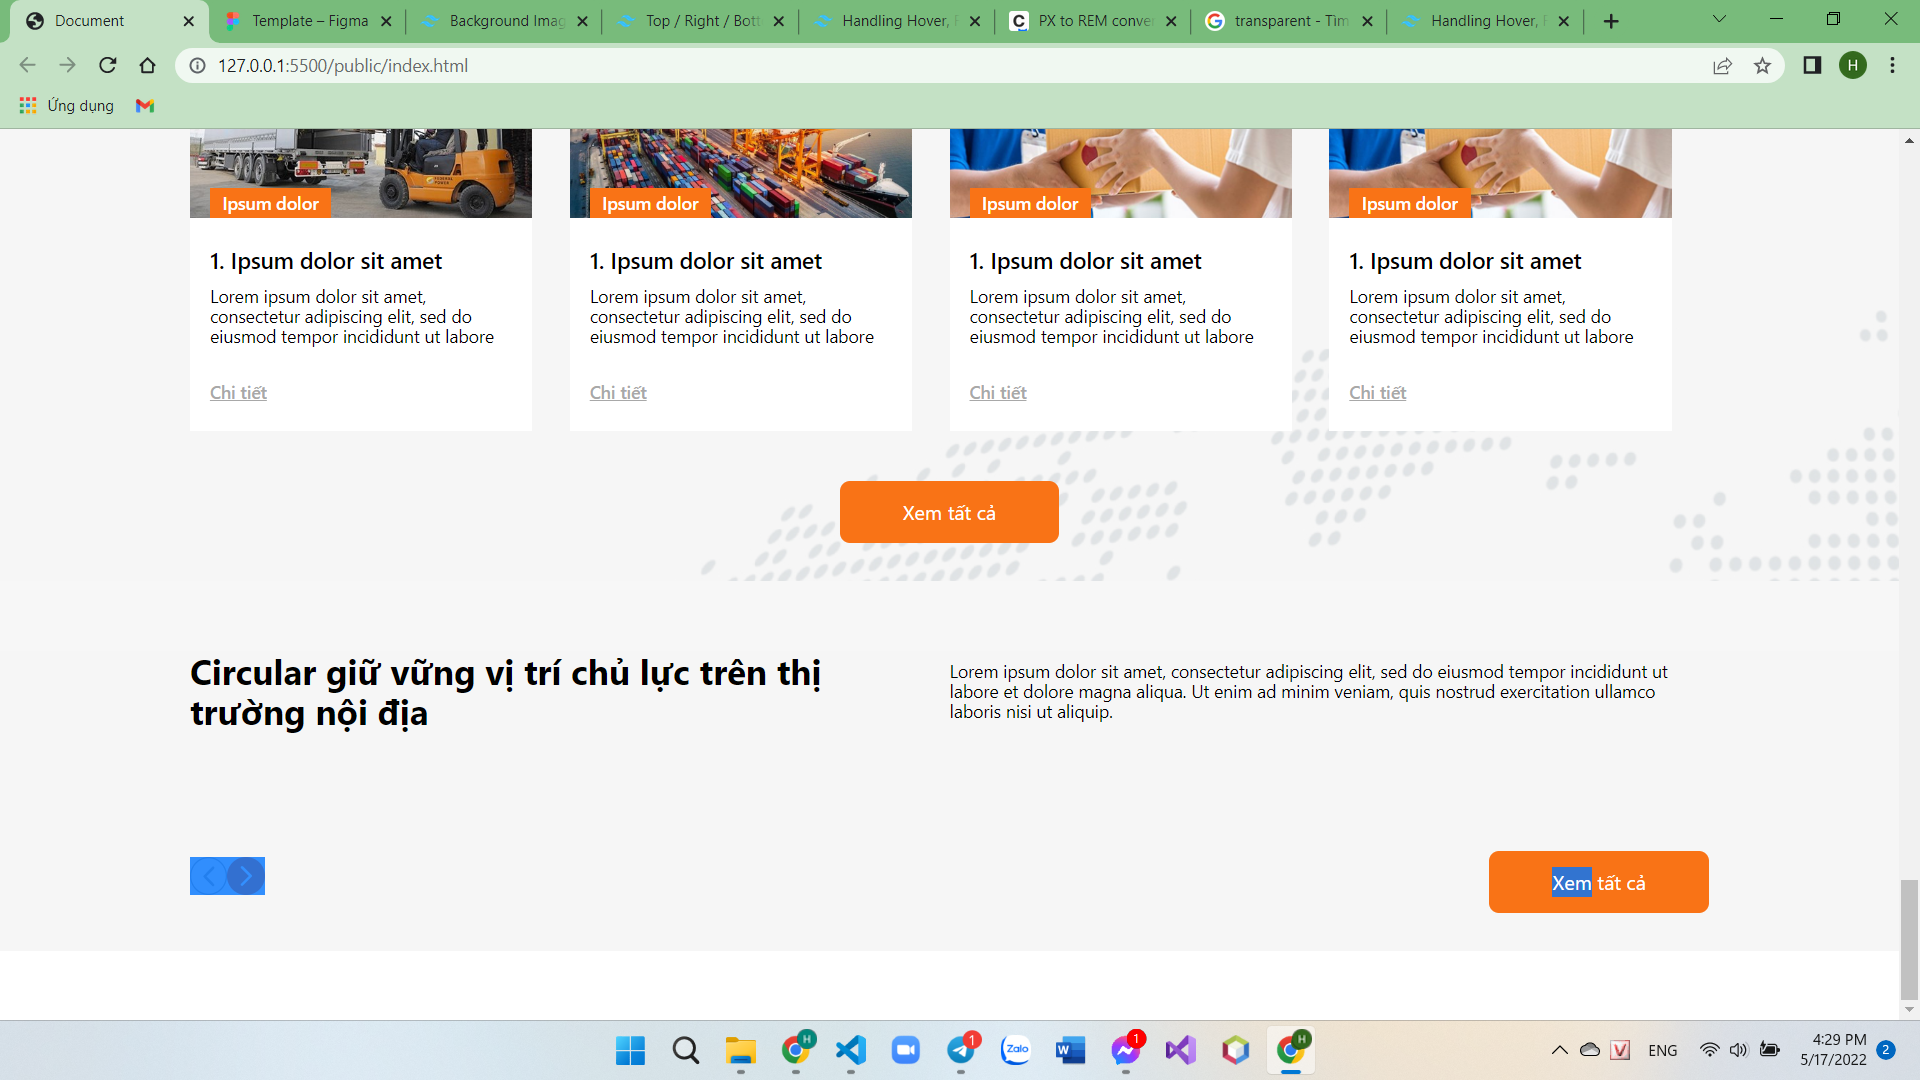 Document
Template – Figma
Background Imag
Top / Right / Bott
Handling Hover, F
PX to REM conver
transparent - Tìm
Handling Hover, F
127.0.0.1:5500/public/index.html
H
Ứng dụng
Ipsum dolor
Ipsum dolor
Ipsum dolor
Ipsum dolor
1. Ipsum dolor sit amet
Lorem ipsum dolor sit amet,
consectetur adipiscing elit, sed do
eiusmod tempor incididunt ut labore
Chi tiết
1. Ipsum dolor sit amet
Lorem ipsum dolor sit amet,
consectetur adipiscing elit, sed do
eiusmod tempor incididunt ut labore
Chi tiết
1. Ipsum dolor sit amet
Lorem ipsum dolor sit amet,
consectetur adipiscing elit, sed do
eiusmod tempor incididunt ut labore
Chi tiết
1. Ipsum dolor sit amet
Lorem ipsum dolor sit amet,
consectetur adipiscing elit, sed do
eiusmod tempor incididunt ut labore
Chi tiết
Xem tất cả
Circular giữ vững vị trí chủ lực trên thị
trường nội địa
Lorem ipsum dolor sit amet, consectetur adipiscing elit, sed do eiusmod tempor incididunt ut
labore et dolore magna aliqua. Ut enim ad minim veniam, quis nostrud exercitation ullamco
laboris nisi ut aliquip.
Xem tất cả
H
1
Zalo
W
1
H
V
ENG
4:29 PM
5/17/2022
2